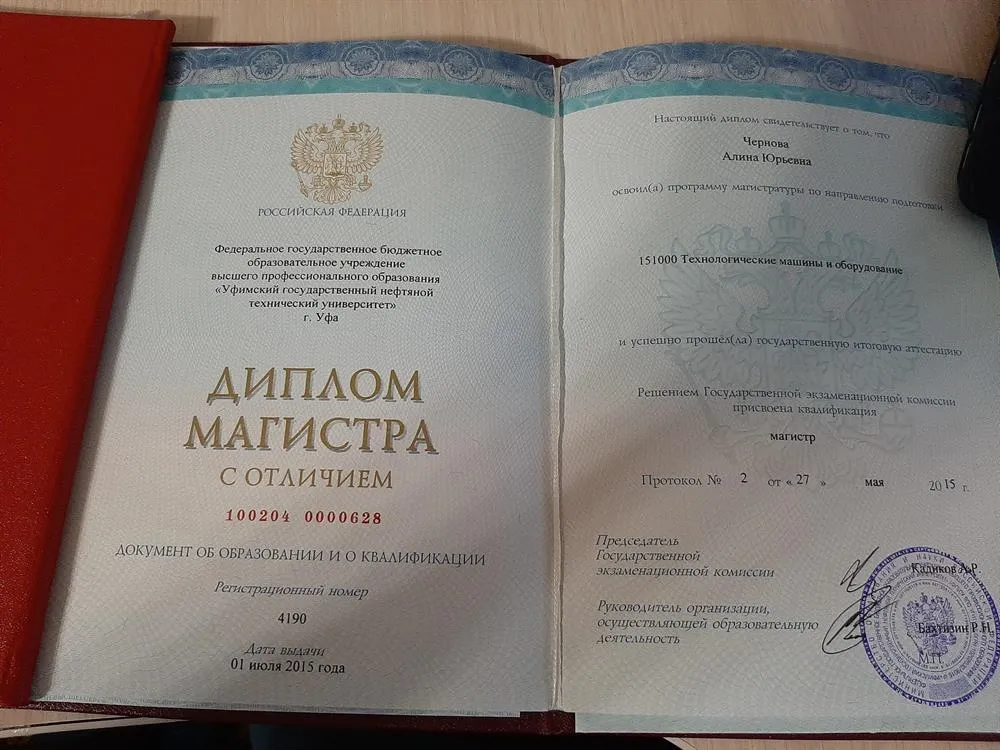 РОССИЙСКАЯ ФЕДЕРАЦИЯ
Федеральное государственное бюджетное
образовательное учреждение
высшего профессионального образования
«Уфимский государственный нефтяной
технический университет»
г. Уфа
ДИПЛОМ
МАГИСТРА
С ОТЛИЧИЕМ
100204 0000628
ДОКУМЕНТ ОБ ОБРАЗОВАНИИ И О КВАЛИФИКАЦИИ
Регистрационный номер
4190
Дата выдачи
01 июля 2015 года
Настоящий диплом свидетельствует о том, что
Чернова
Алина Юрьевна
освоил(а) программу магистратуры по направлению подготовки
151000 Технологические машины и оборудование
и успешно прошёл(ла) государственную итоговую аттестацию
Решением Государственной экзаменационной комиссии
присвоена квалификация
магистр
Протокол № 2 от « 27 » мая 2015 г.
Председатель
Государственной
экзаменационной комиссии
Кадиков А.Р.
Руководитель организации,
осуществляющей образовательную
деятельность
Бахтизин Р.Н.
М.П.